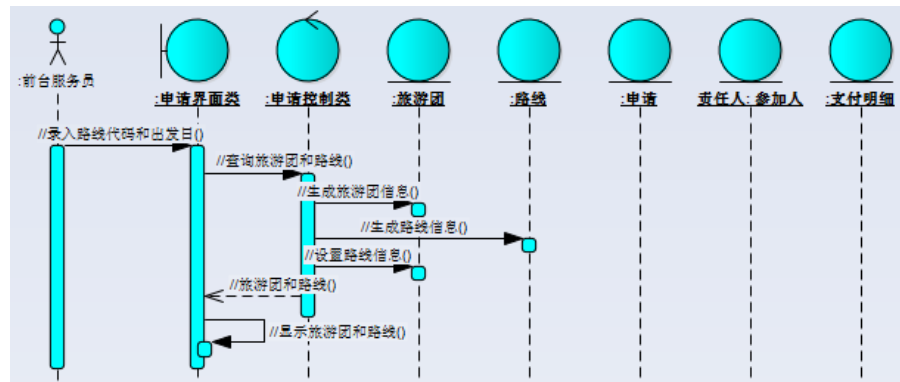 :前台服务员
:申请界面类
:申请控制类
:旅游团
:路线
:申请
责任人: 参加人
:支付明细
//录入路线代码和出发日()
//查询旅游团和路线()
//生成旅游团信息()
//生成路线信息()
//设置路线信息()
//旅游团和路线()
//显示旅游团和路线()